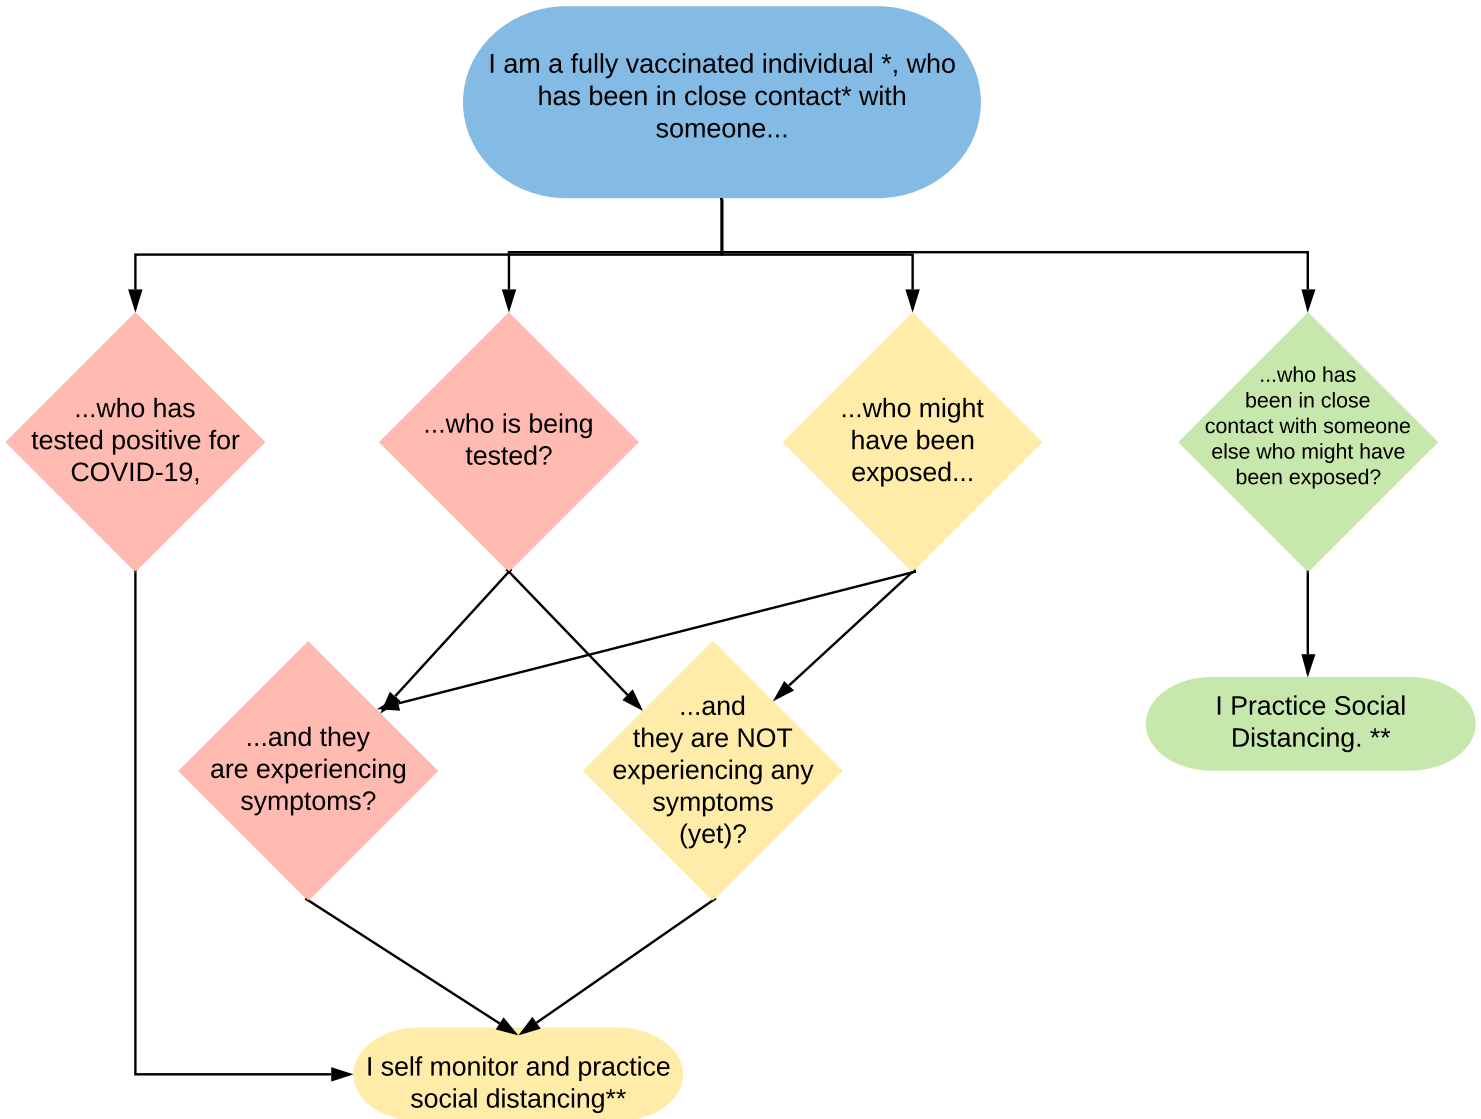 I am a fully vaccinated individual *, who
has been in close contact* with
someone...
...who has
tested positive for
COVID-19,
...who is being
tested?
...who might
have been
exposed...
...who has
been in close
contact with someone
else who might have
been exposed?
...and they
are experiencing
symptoms?
...and
they are NOT
experiencing any
symptoms
(yet)?
I Practice Social
Distancing. **
I self monitor and practice
social distancing**